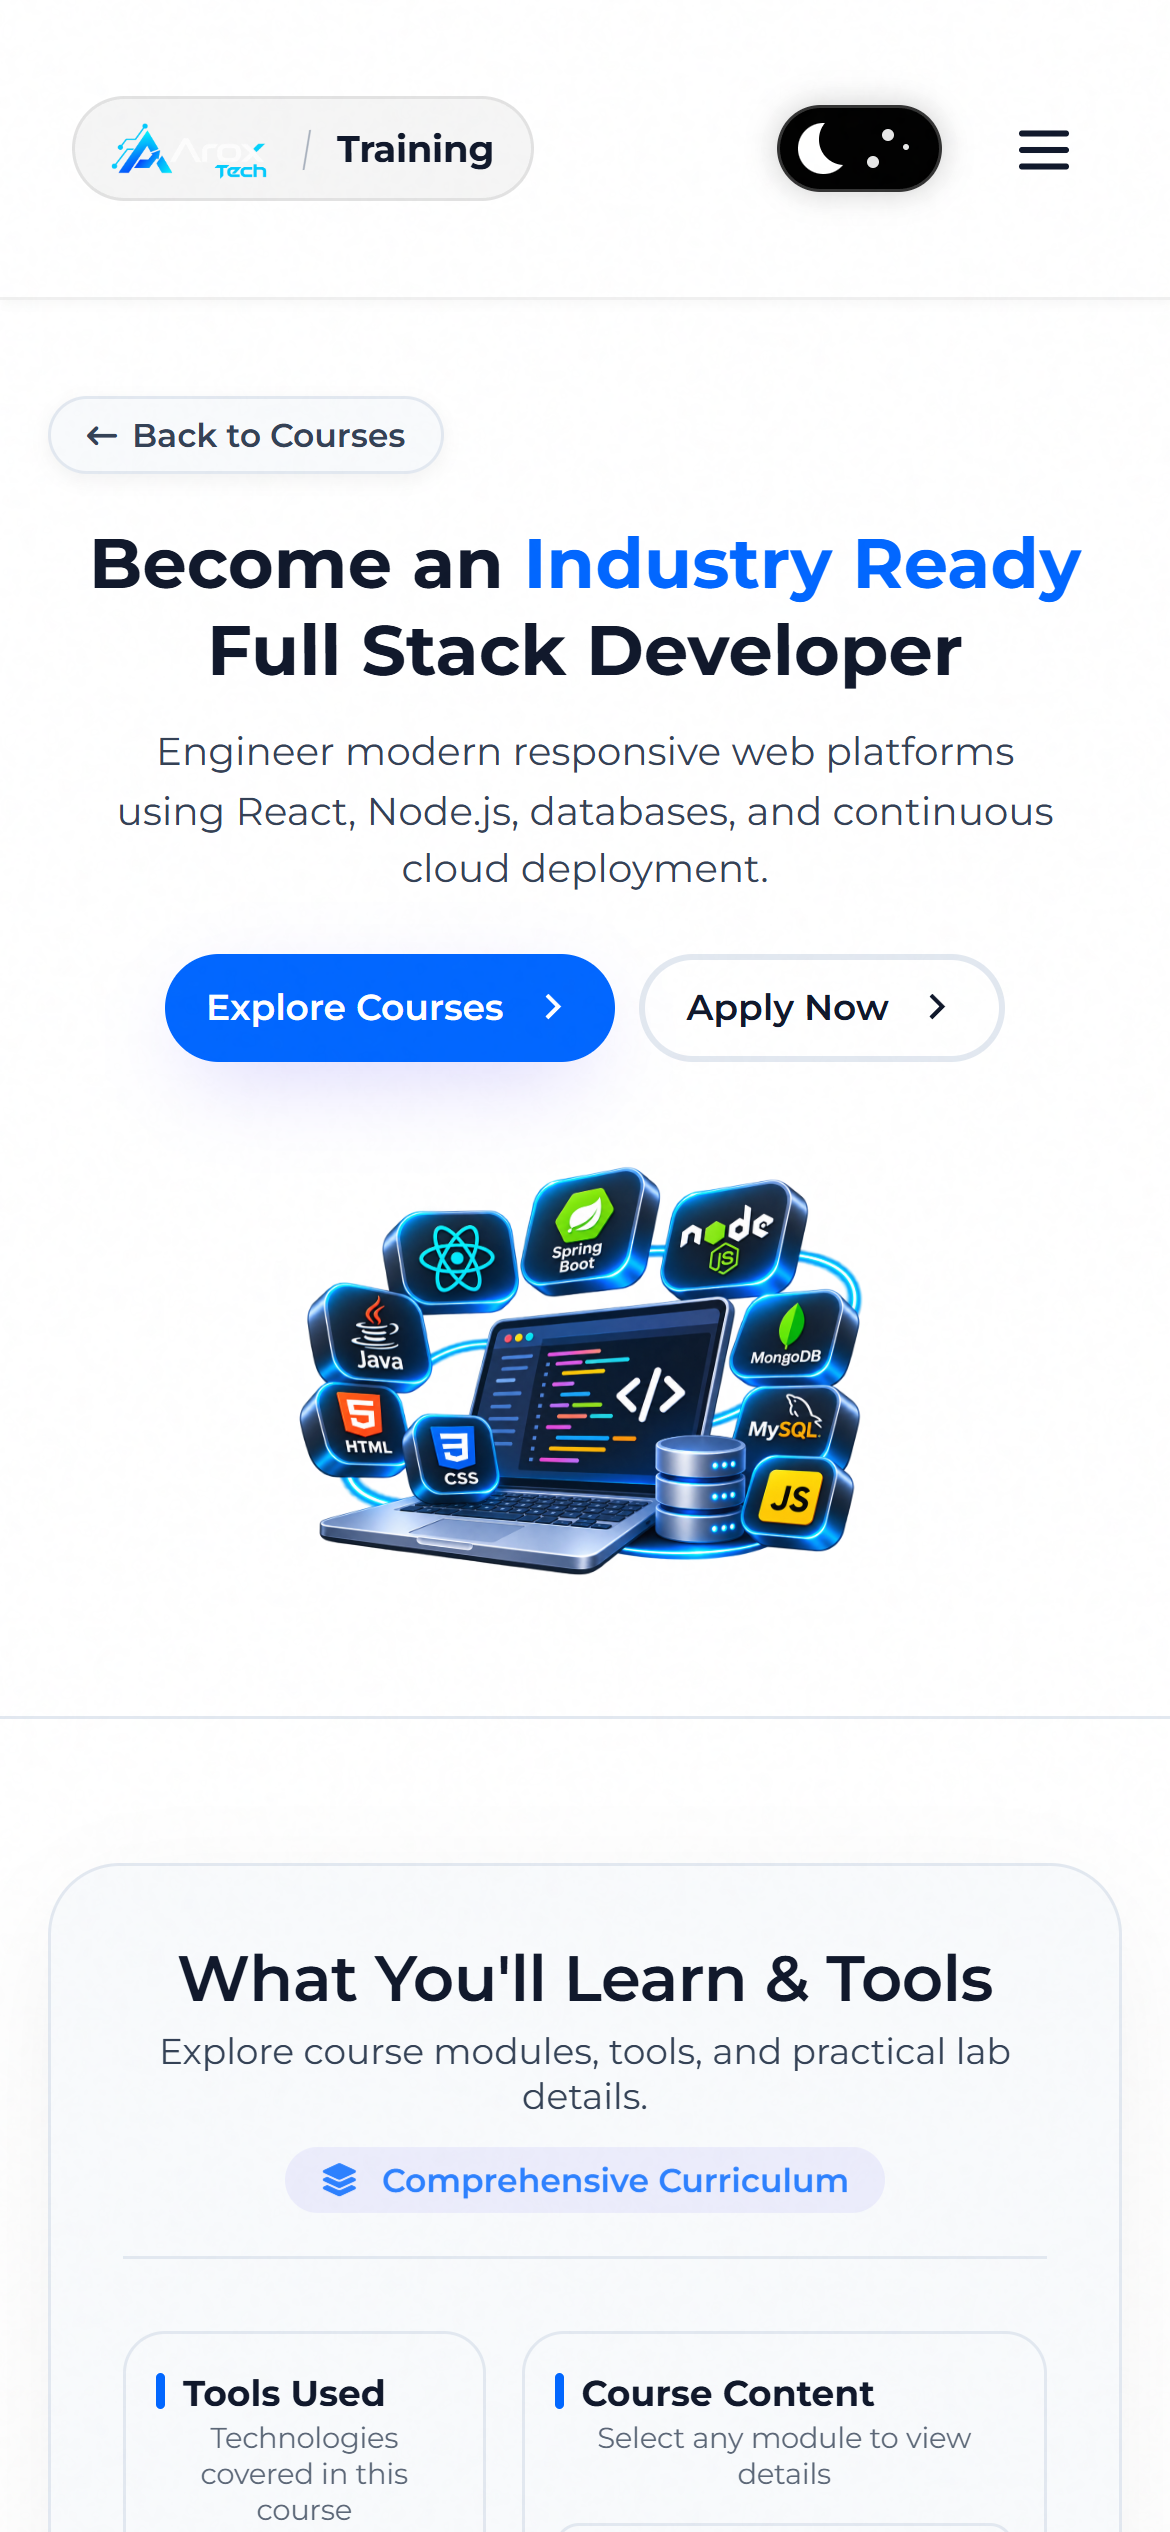 Arox
Tech
/ Training
← Back to Courses
Become an Industry Ready
Full Stack Developer
Engineer modern responsive web platforms
using React, Node.js, databases, and continuous
cloud deployment.
Explore Courses >
Apply Now >
Spring
Boot
node
JS
Java
MongoDB
HTML
CSS
</>
MySQL
JS
What You'll Learn & Tools
Explore course modules, tools, and practical lab
details.
Comprehensive Curriculum
Tools Used
Technologies
covered in this
course
Course Content
Select any module to view
details